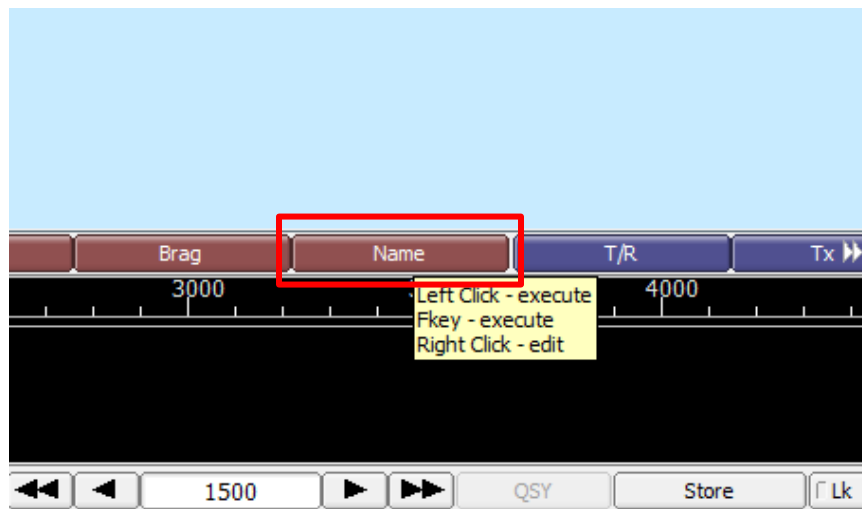 Brag Name T/R Tx
3000 4000
Left Click - execute
Fkey - execute
Right Click - edit
1500 QSY Store Lk